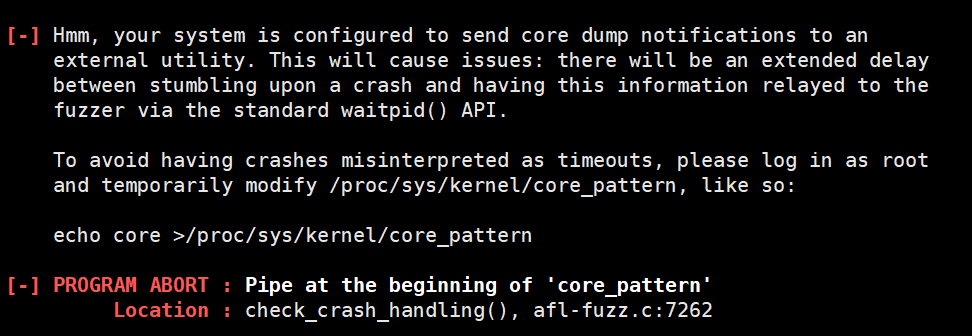 [-] Hmm, your system is configured to send core dump notifications to an
external utility. This will cause issues: there will be an extended delay
between stumbling upon a crash and having this information relayed to the
fuzzer via the standard waitpid() API.
To avoid having crashes misinterpreted as timeouts, please log in as root
and temporarily modify /proc/sys/kernel/core_pattern, like so:
echo core >/proc/sys/kernel/core_pattern
[-] PROGRAM ABORT : Pipe at the beginning of 'core_pattern'
Location : check_crash_handling(), afl-fuzz.c:7262